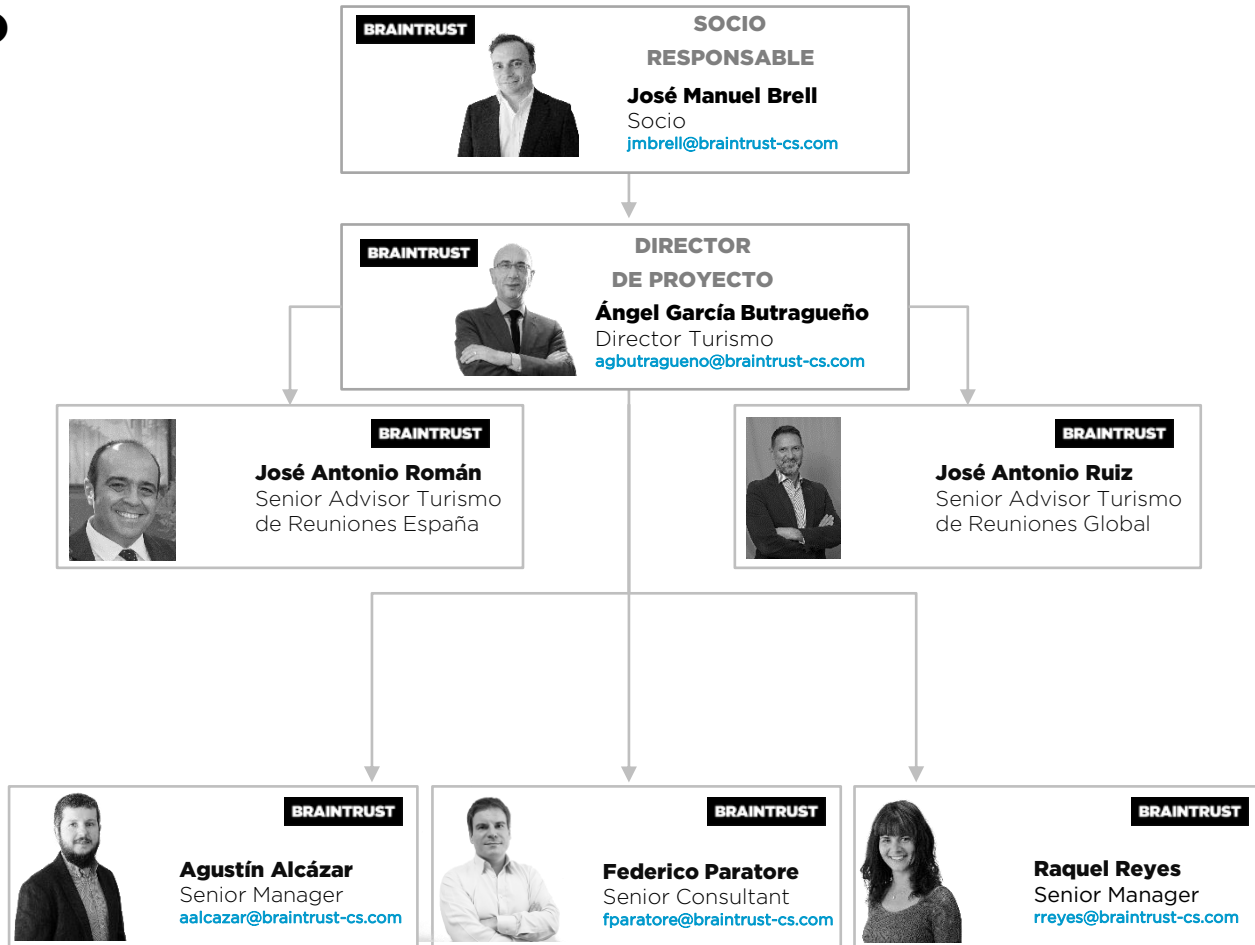 BRAINTRUST
SOCIO
RESPONSABLE
José Manuel Brell
Socio
jmbrell@braintrust-cs.com
BRAINTRUST
DIRECTOR
DE PROYECTO
Ángel García Butragueño
Director Turismo
agbutragueno@braintrust-cs.com
BRAINTRUST
José Antonio Román
Senior Advisor Turismo
de Reuniones España
BRAINTRUST
José Antonio Ruiz
Senior Advisor Turismo
de Reuniones Global
BRAINTRUST
Agustín Alcázar
Senior Manager
aalcazar@braintrust-cs.com
BRAINTRUST
Federico Paratore
Senior Consultant
fparatore@braintrust-cs.com
BRAINTRUST
Raquel Reyes
Senior Manager
rreyes@braintrust-cs.com